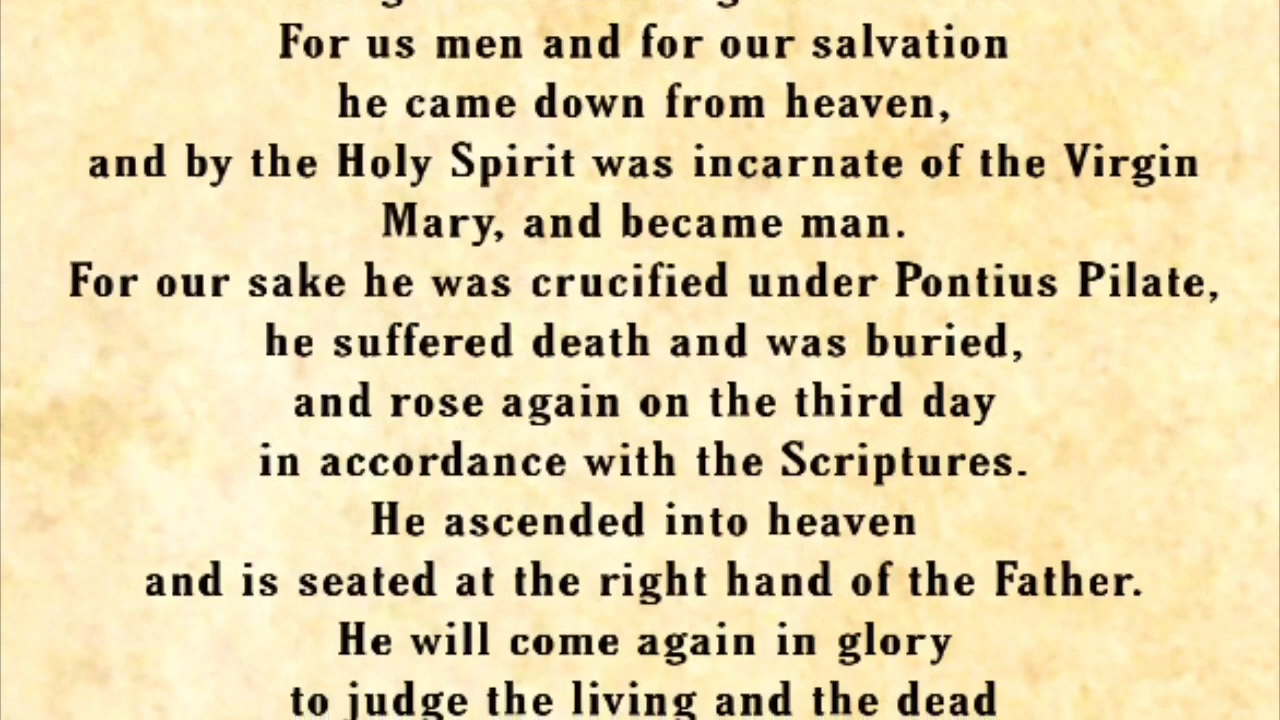 For us men and for our salvation
he came down from heaven,
and by the Holy Spirit was incarnate of the Virgin
Mary, and became man.
For our sake he was crucified under Pontius Pilate,
he suffered death and was buried,
and rose again on the third day
in accordance with the Scriptures.
He ascended into heaven
and is seated at the right hand of the Father.
He will come again in glory
to judge the living and the dead